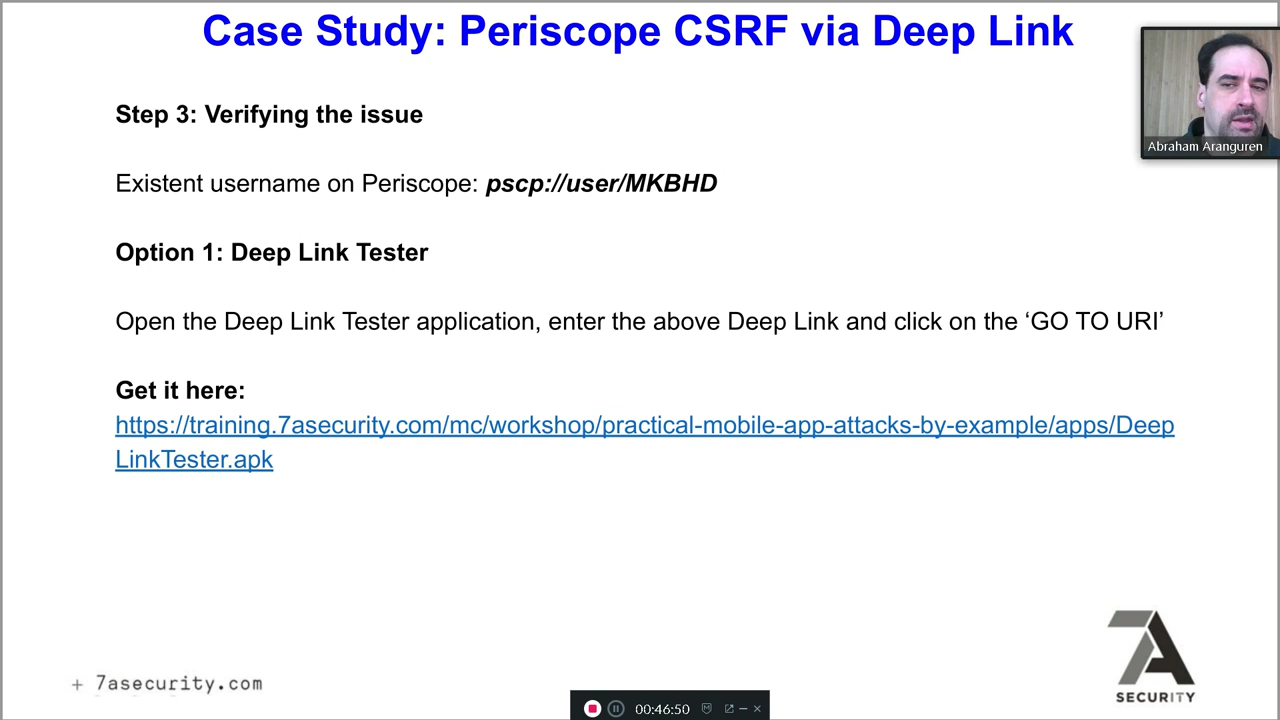 Case Study: Periscope CSRF via Deep Link
Abraham Aranguren
Step 3: Verifying the issue
Existent username on Periscope: pscp://user/MKBHD
Option 1: Deep Link Tester
Open the Deep Link Tester application, enter the above Deep Link and click on the ‘GO TO URI’
Get it here:
https://training.7asecurity.com/mc/workshop/practical-mobile-app-attacks-by-example/apps/Deep
LinkTester.apk
+ 7asecurity.com
7A
SECURITY
00:46:50